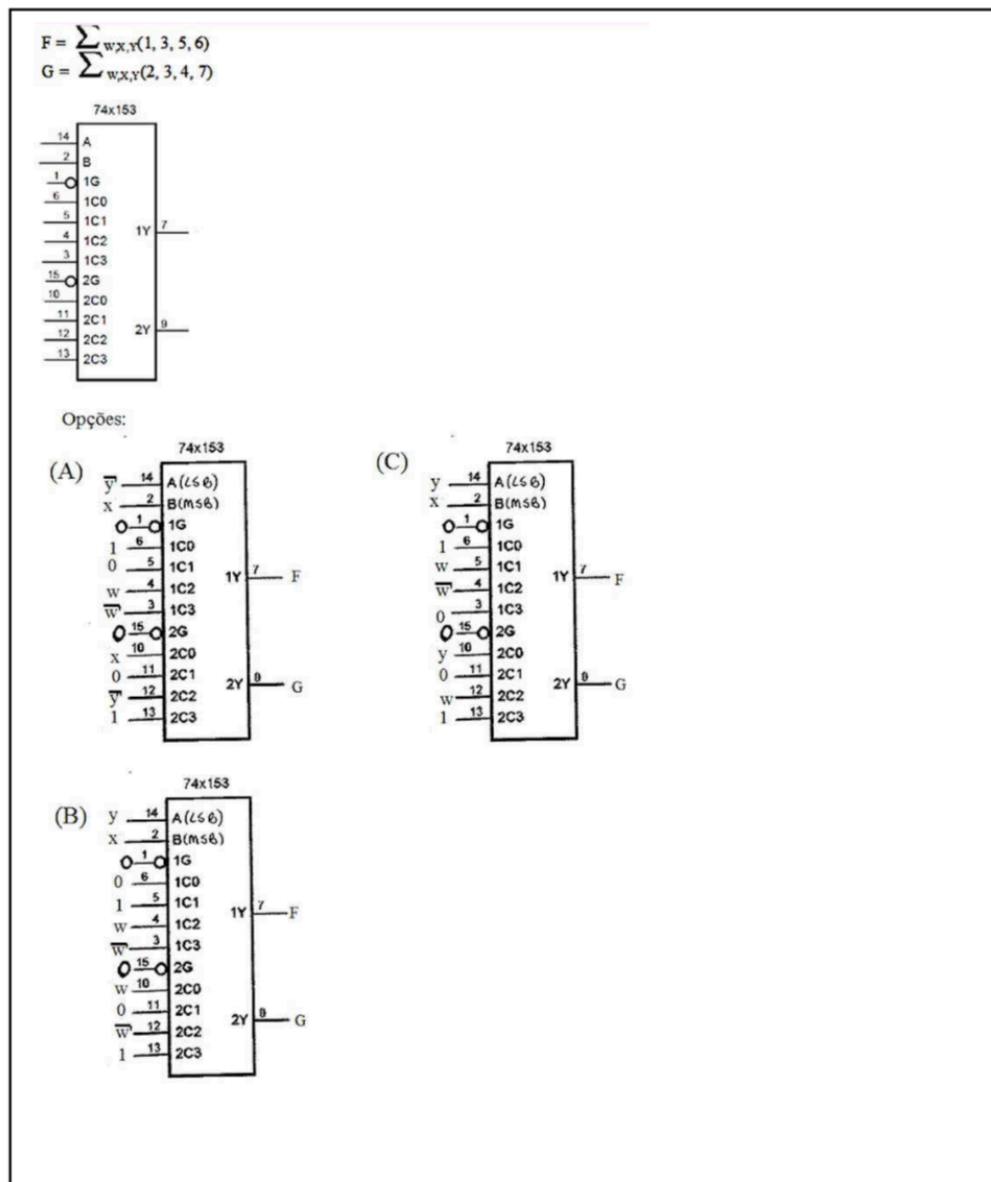 F = ∑ W,X,Y(1, 3, 5, 6)
G = ∑ W,X,Y(2, 3, 4, 7)
74x153
14 A
2 B
1 1G
6 1C0
5 1C1
4 1C2
3 1C3
1Y 7
15 2G
10 2C0
11 2C1
12 2C2
13 2C3
2Y 9
Opções:
(A)
74x153
y̅ 14 A(LSB)
x 2 B(MSB)
0 1 1G
1 6 1C0
0 5 1C1
w 4 1C2
w̅ 3 1C3
1Y 7 F
0 15 2G
x 10 2C0
0 11 2C1
y̅ 12 2C2
1 13 2C3
2Y 9 G
(C)
74x153
y 14 A(LSB)
x 2 B(MSB)
0 1 1G
1 6 1C0
w 5 1C1
w̅ 4 1C2
0 3 1C3
1Y 7 F
0 15 2G
y 10 2C0
0 11 2C1
w 12 2C2
1 13 2C3
2Y 9 G
(B)
74x153
y 14 A(LSB)
x 2 B(MSB)
0 1 1G
0 6 1C0
1 5 1C1
w 4 1C2
w̅ 3 1C3
1Y 7 F
0 15 2G
w 10 2C0
0 11 2C1
w̅ 12 2C2
1 13 2C3
2Y 9 G